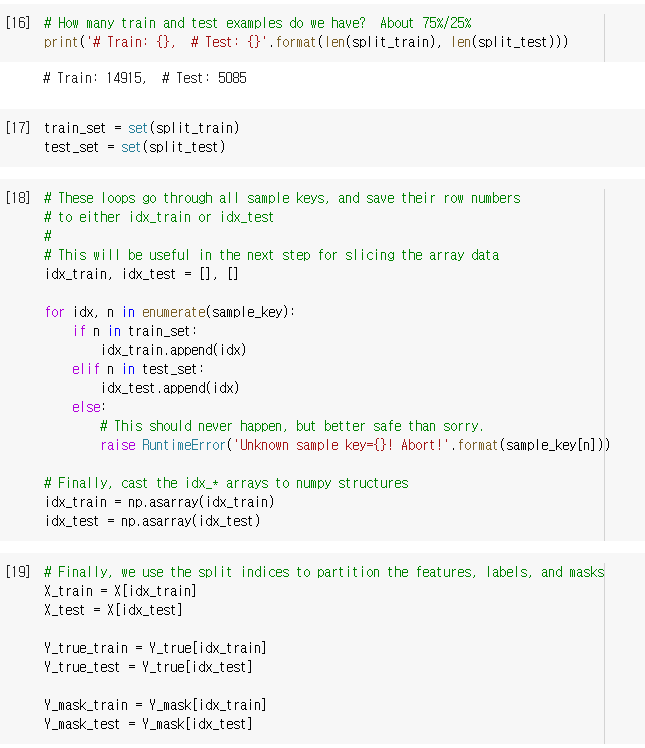 [16] # How many train and test examples do we have?  About 75%/25%
print('# Train: {},  # Test: {}'.format(len(split_train), len(split_test)))
# Train: 14915,  # Test: 5085
[17] train_set = set(split_train)
test_set = set(split_test)
[18] # These loops go through all sample keys, and save their row numbers
# to either idx_train or idx_test
#
# This will be useful in the next step for slicing the array data
idx_train, idx_test = [], []
for idx, n in enumerate(sample_key):
    if n in train_set:
        idx_train.append(idx)
    elif n in test_set:
        idx_test.append(idx)
    else:
        # This should never happen, but better safe than sorry.
        raise RuntimeError('Unknown sample key={}! Abort!'.format(sample_key[n]))
# Finally, cast the idx_* arrays to numpy structures
idx_train = np.asarray(idx_train)
idx_test = np.asarray(idx_test)
[19] # Finally, we use the split indices to partition the features, labels, and masks
X_train = X[idx_train]
X_test = X[idx_test]
Y_true_train = Y_true[idx_train]
Y_true_test = Y_true[idx_test]
Y_mask_train = Y_mask[idx_train]
Y_mask_test = Y_mask[idx_test]